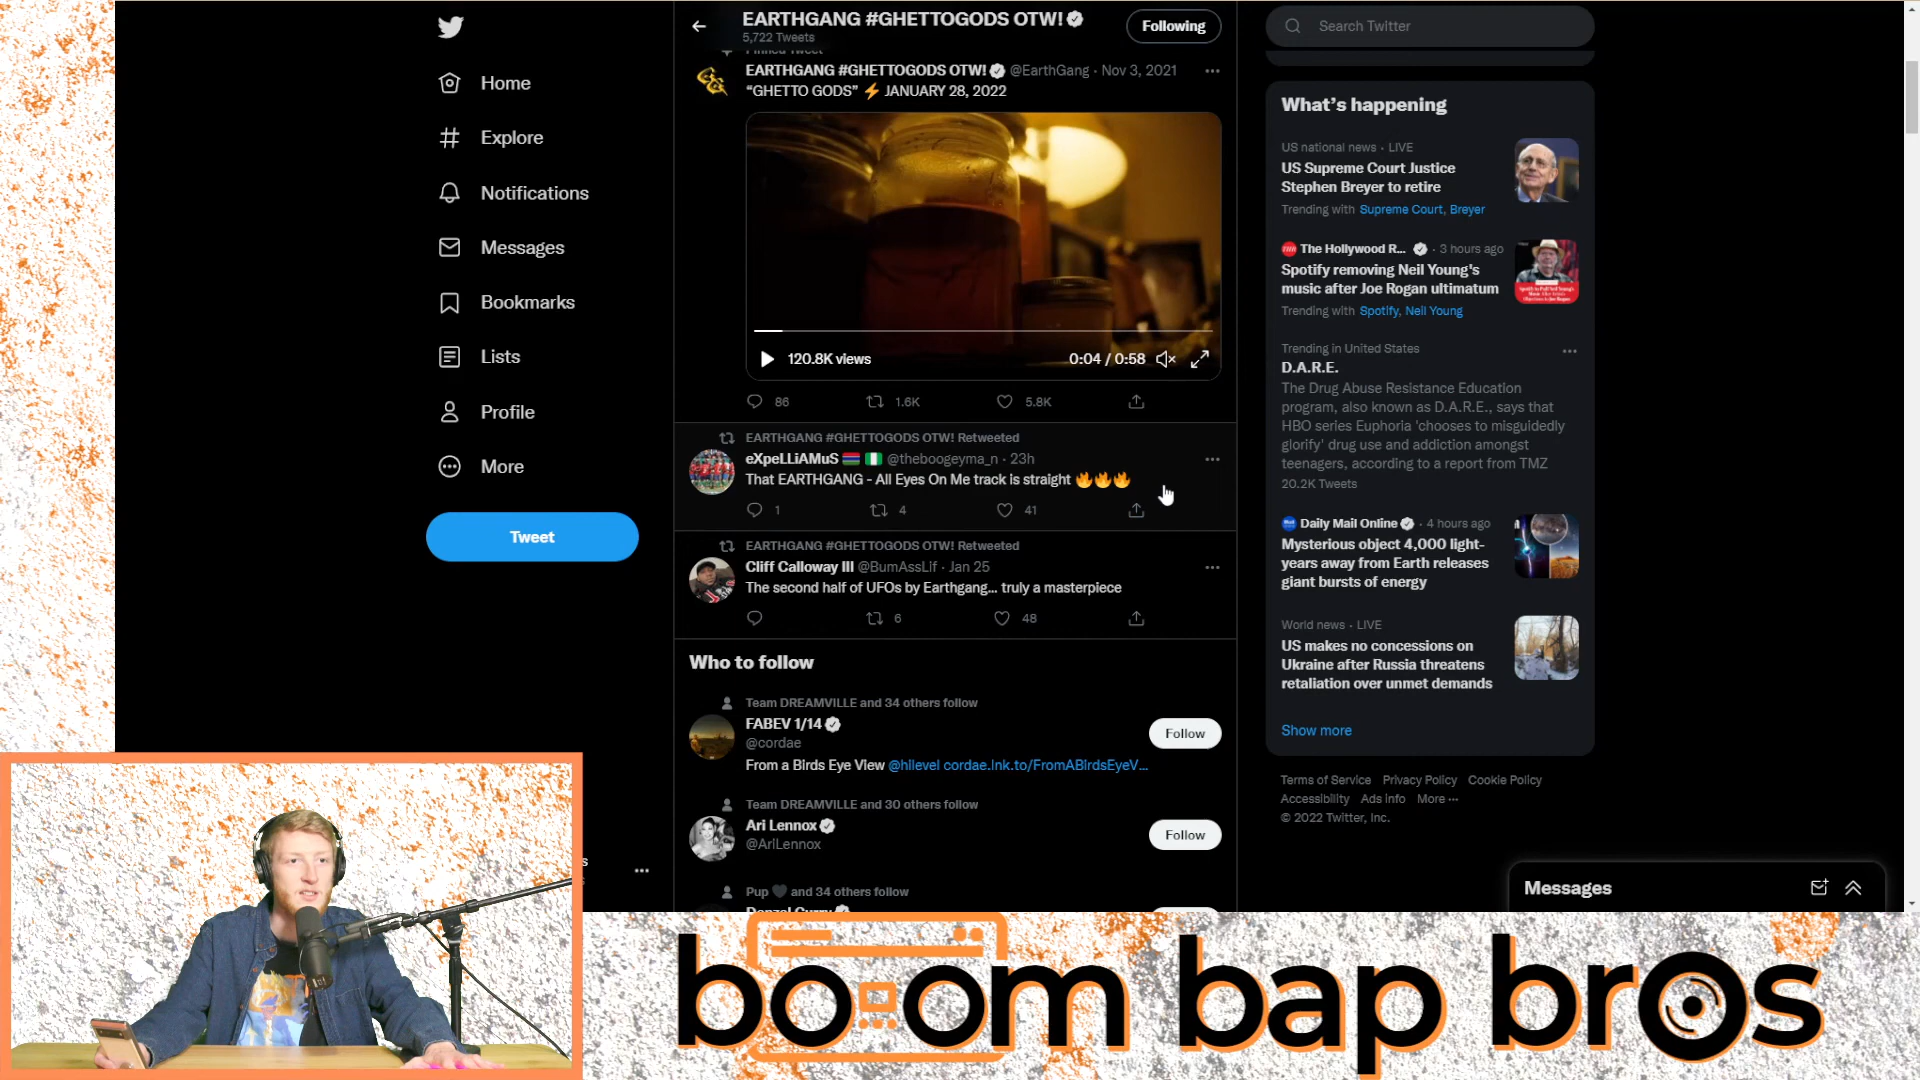 EARTHGANG #GHETTOGODS OTW!
5,722 Tweets
Following
Pinned Tweet
EARTHGANG #GHETTOGODS OTW! @EarthGang · Nov 3, 2021
“GHETTO GODS” ⚡ JANUARY 28, 2022
120.8K views
0:04 / 0:58
86
1.6K
5.8K
EARTHGANG #GHETTOGODS OTW! Retweeted
eXpeLLiAMuS 🇬🇲 🇳🇬 @theboogeyma_n · 23h
That EARTHGANG - All Eyes On Me track is straight 🔥🔥🔥
1
4
41
EARTHGANG #GHETTOGODS OTW! Retweeted
Cliff Calloway III @BumAssLif · Jan 25
The second half of UFOs by Earthgang... truly a masterpiece
6
48
Who to follow
Team DREAMVILLE and 34 others follow
FABEV 1/14
@cordae
Follow
From a Birds Eye View @hllevel cordae.lnk.to/FromABirdsEyeV...
Team DREAMVILLE and 30 others follow
Ari Lennox
@AriLennox
Follow
Pup 🖤 and 34 others follow
Denzel Curry
Home
Explore
Notifications
Messages
Bookmarks
Lists
Profile
More
Tweet
Search Twitter
What’s happening
US national news · LIVE
US Supreme Court Justice
Stephen Breyer to retire
Trending with Supreme Court, Breyer
The Hollywood R... · 3 hours ago
Spotify removing Neil Young's
music after Joe Rogan ultimatum
Trending with Spotify, Neil Young
Trending in United States
D.A.R.E.
The Drug Abuse Resistance Education
program, also known as D.A.R.E., says that
HBO series Euphoria 'chooses to misguidedly
glorify' drug use and addiction amongst
teenagers, according to a report from TMZ
20.2K Tweets
Daily Mail Online · 4 hours ago
Mysterious object 4,000 light-
years away from Earth releases
giant bursts of energy
World news · LIVE
US makes no concessions on
Ukraine after Russia threatens
retaliation over unmet demands
Show more
Terms of Service Privacy Policy Cookie Policy
Accessibility Ads info More ···
© 2022 Twitter, Inc.
Messages
boom bap bros